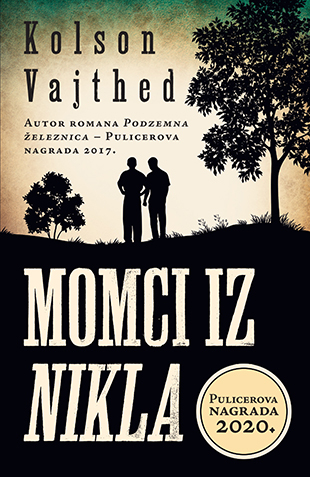 Kolson
Vajthed
Autor romana Podzemna
železnica – Pulicerova
nagrada 2017.
MOMCI IZ
NIKLA
Pulicerova
nagrada
2020.